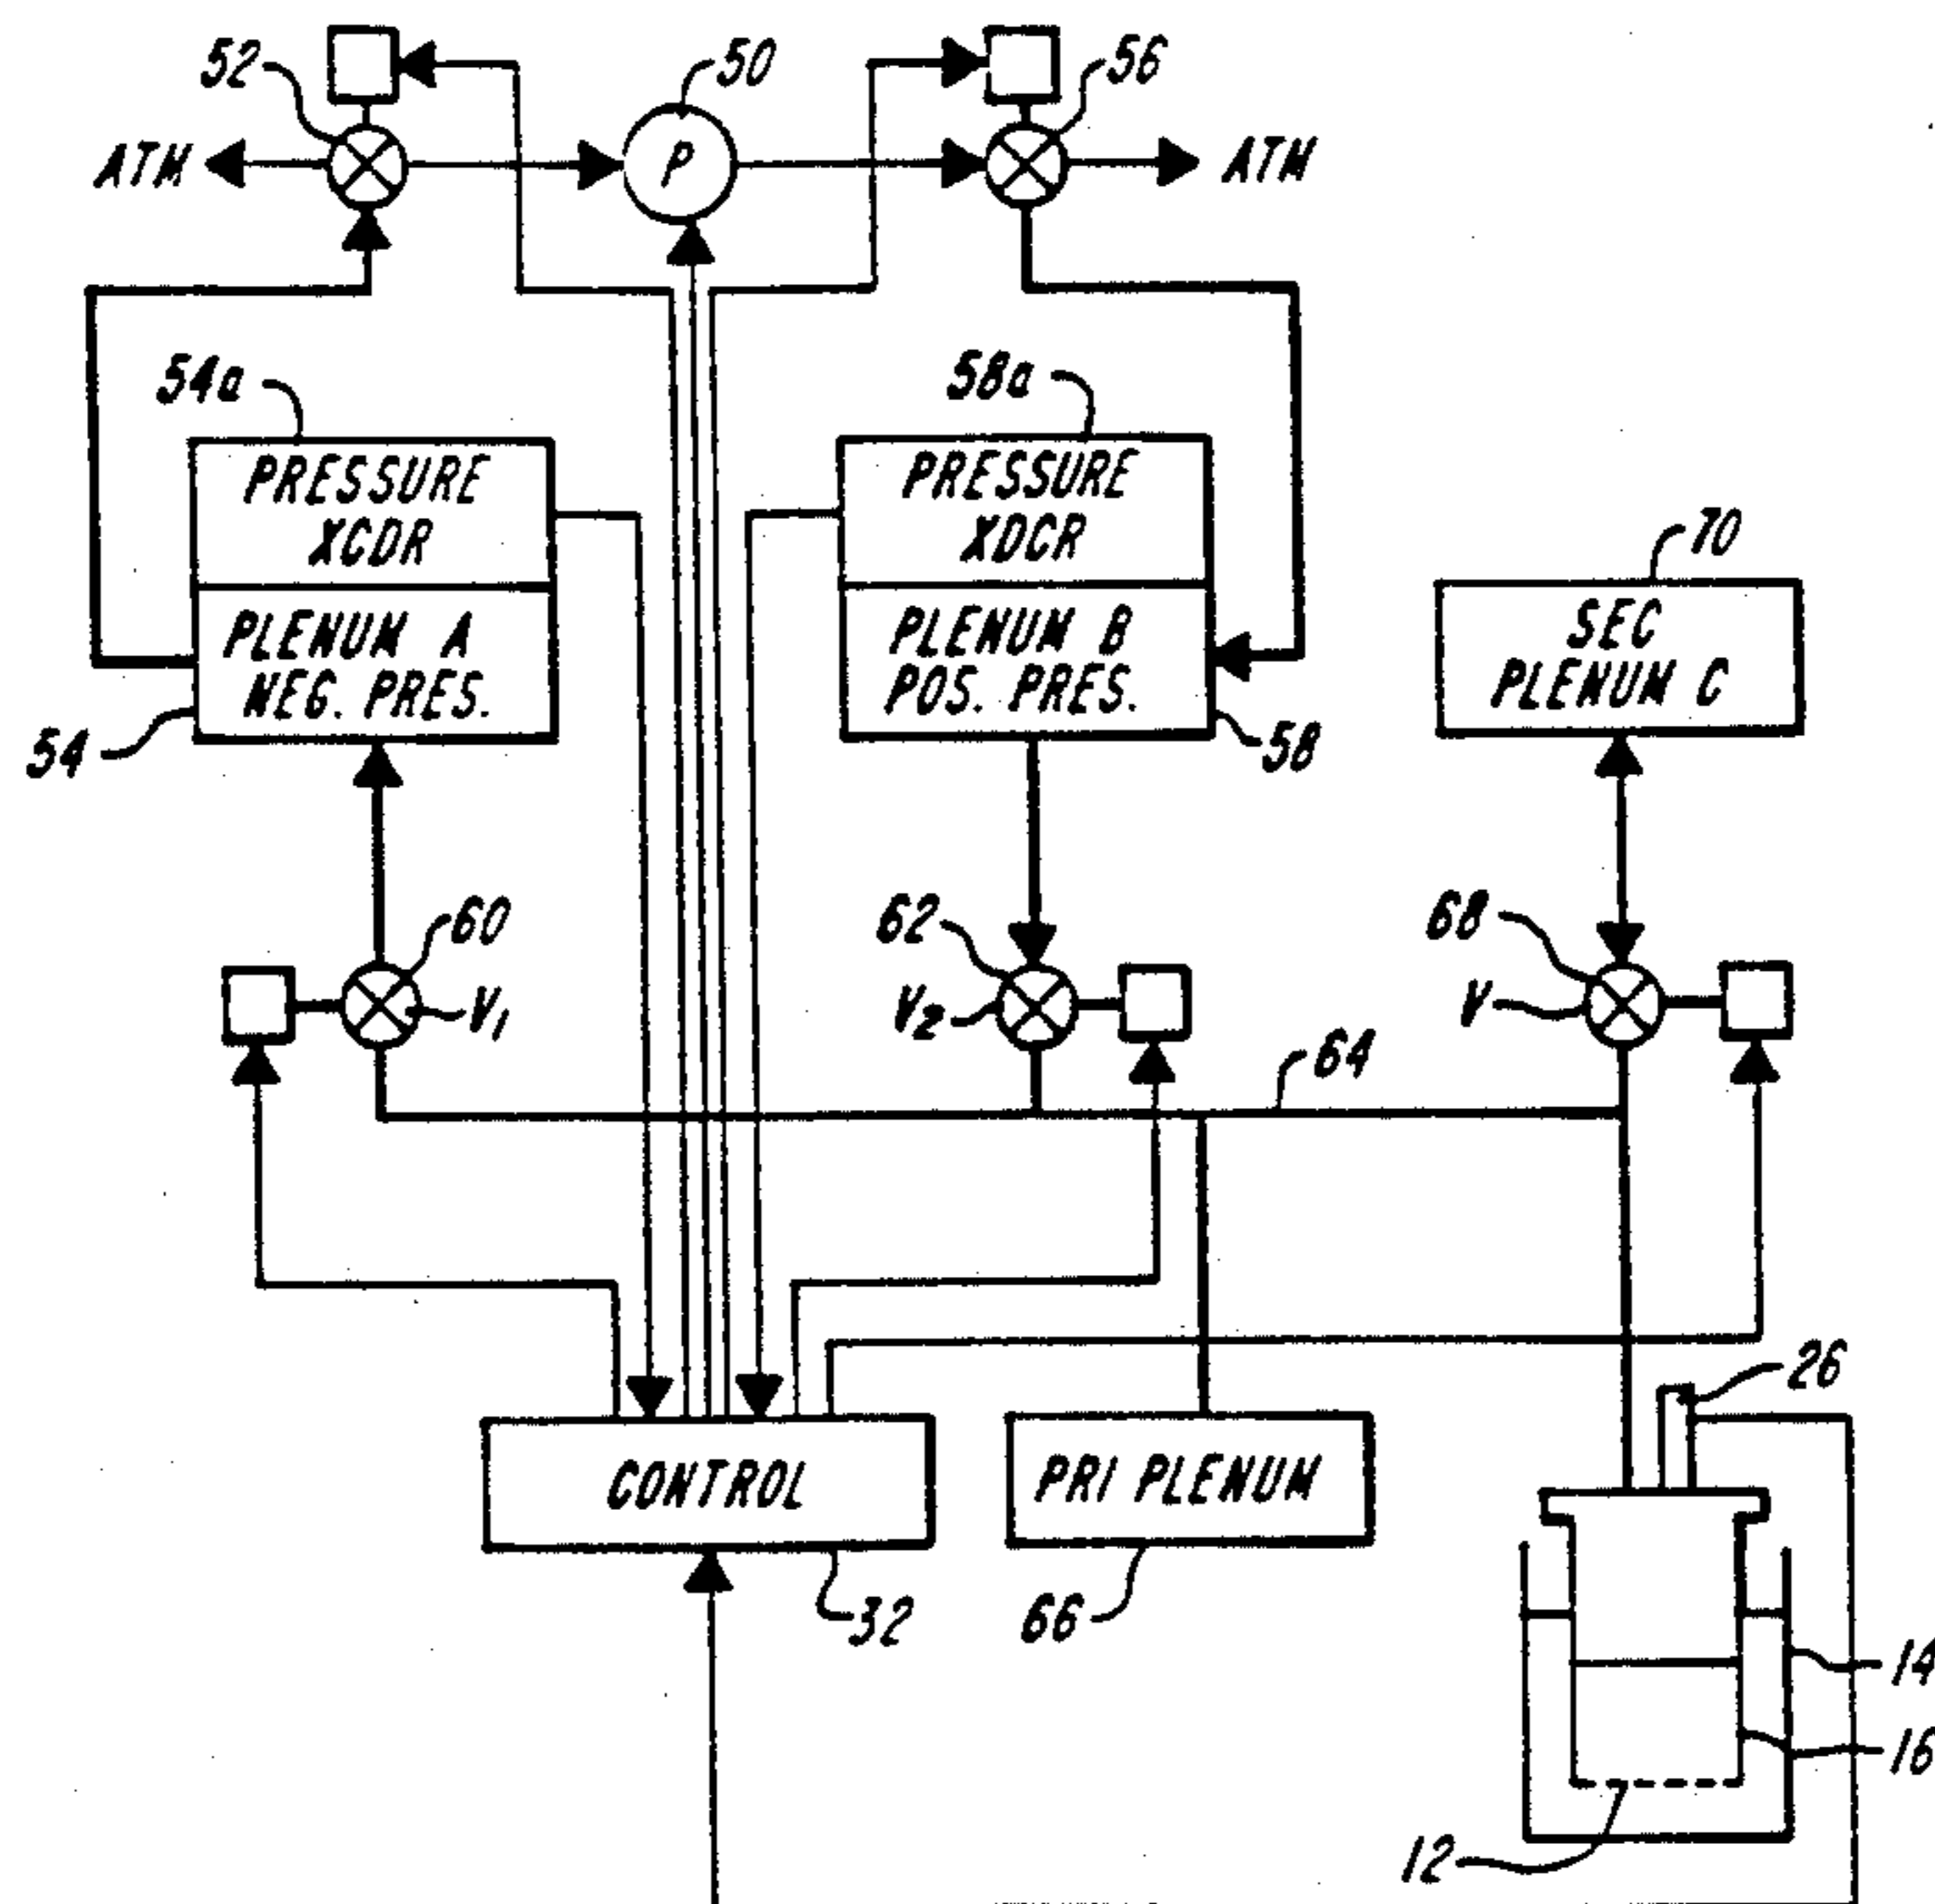 52
50
56
ATM
P
ATM
54a
58a
PRESSURE
XCDR
PRESSURE
XDCR
70
PLENUM A
NEG. PRES.
PLENUM B
POS. PRES.
SEC
PLENUM C
54
58
60
62
68
V1
V2
V
64
26
CONTROL
PRI PLENUM
32
66
14
16
12